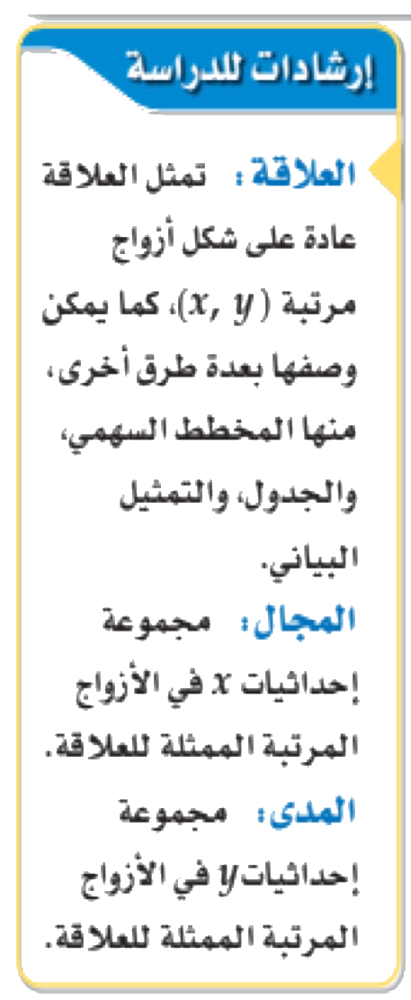 إرشادات للدراسة
العلاقة: تمثل العلاقة
عادة على شكل أزواج
مرتبة (x, y)، كما يمكن
وصفها بعدة طرق أخرى،
منها المخطط السهمي،
والجدول، والتمثيل
البياني.
المجال: مجموعة
إحداثيات x في الأزواج
المرتبة الممثلة للعلاقة.
المدى: مجموعة
إحداثيات y في الأزواج
المرتبة الممثلة للعلاقة.